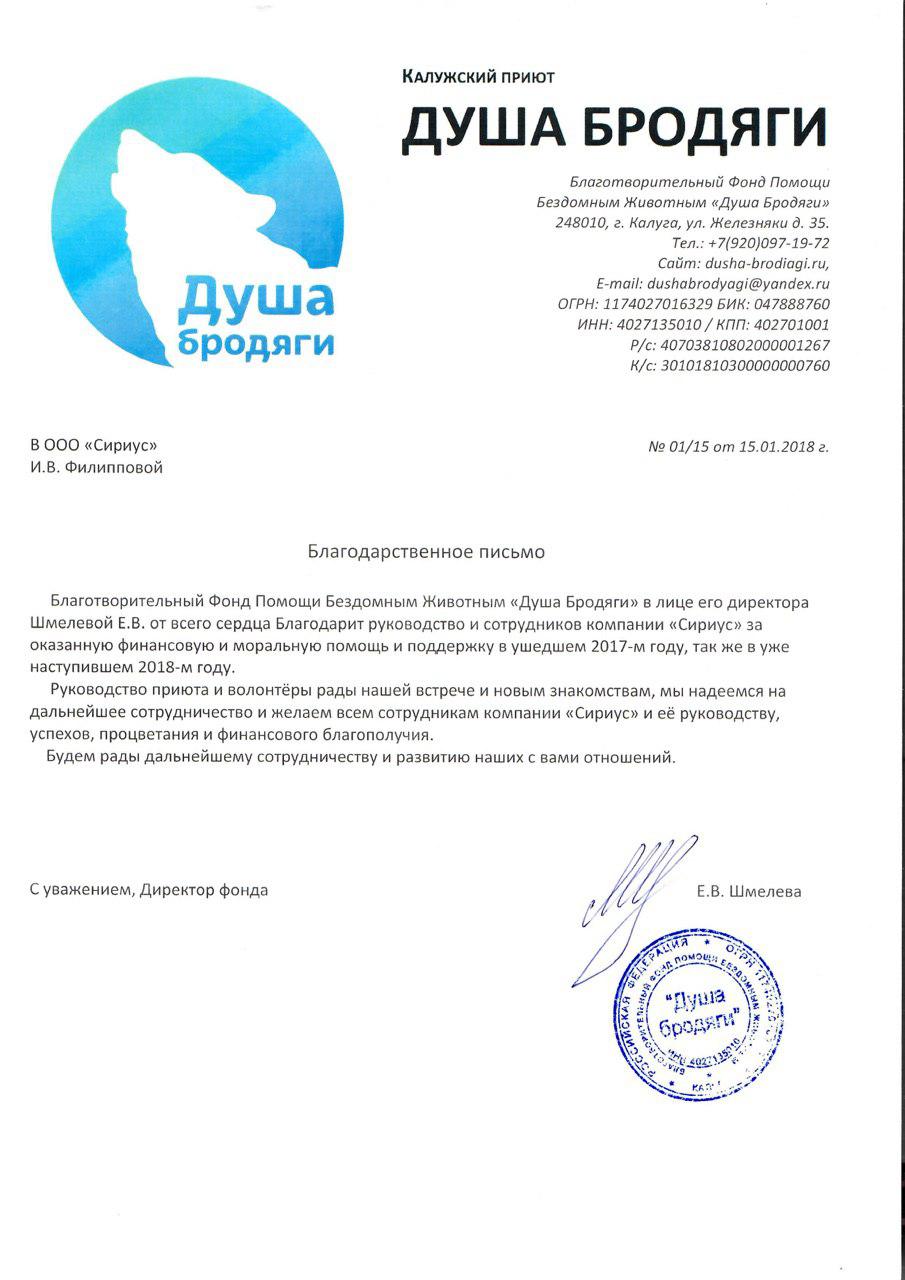 Душа
бродяги
Калужский приют
ДУША БРОДЯГИ
Благотворительный Фонд Помощи
Бездомным Животным «Душа Бродяги»
248010, г. Калуга, ул. Железняки д. 35.
Тел.: +7(920)097-19-72
Сайт: dusha-brodiagi.ru,
E-mail: dushabrodyagi@yandex.ru
ОГРН: 1174027016329 БИК: 047888760
ИНН: 4027135010 / КПП: 402701001
Р/с: 40703810802000001267
К/с: 30101810300000000760
В ООО «Сириус»
И.В. Филипповой
№ 01/15 от 15.01.2018 г.
Благодарственное письмо
Благотворительный Фонд Помощи Бездомным Животным «Душа Бродяги» в лице его директора
Шмелевой Е.В. от всего сердца Благодарит руководство и сотрудников компании «Сириус» за
оказанную финансовую и моральную помощь и поддержку в ушедшем 2017-м году, так же в уже
наступившем 2018-м году.
Руководство приюта и волонтёры рады нашей встрече и новым знакомствам, мы надеемся на
дальнейшее сотрудничество и желаем всем сотрудникам компании «Сириус» и её руководству,
успехов, процветания и финансового благополучия.
Будем рады дальнейшему сотрудничеству и развитию наших с вами отношений.
С уважением, Директор фонда
Е.В. Шмелева
РОССИЙСКАЯ ФЕДЕРАЦИЯ * ОГРН
БЛАГОТВОРИТЕЛЬНЫЙ ФОНД ПОМОЩИ БЕЗДОМНЫМ
"Душа
бродяги"
ИНН 4027135010